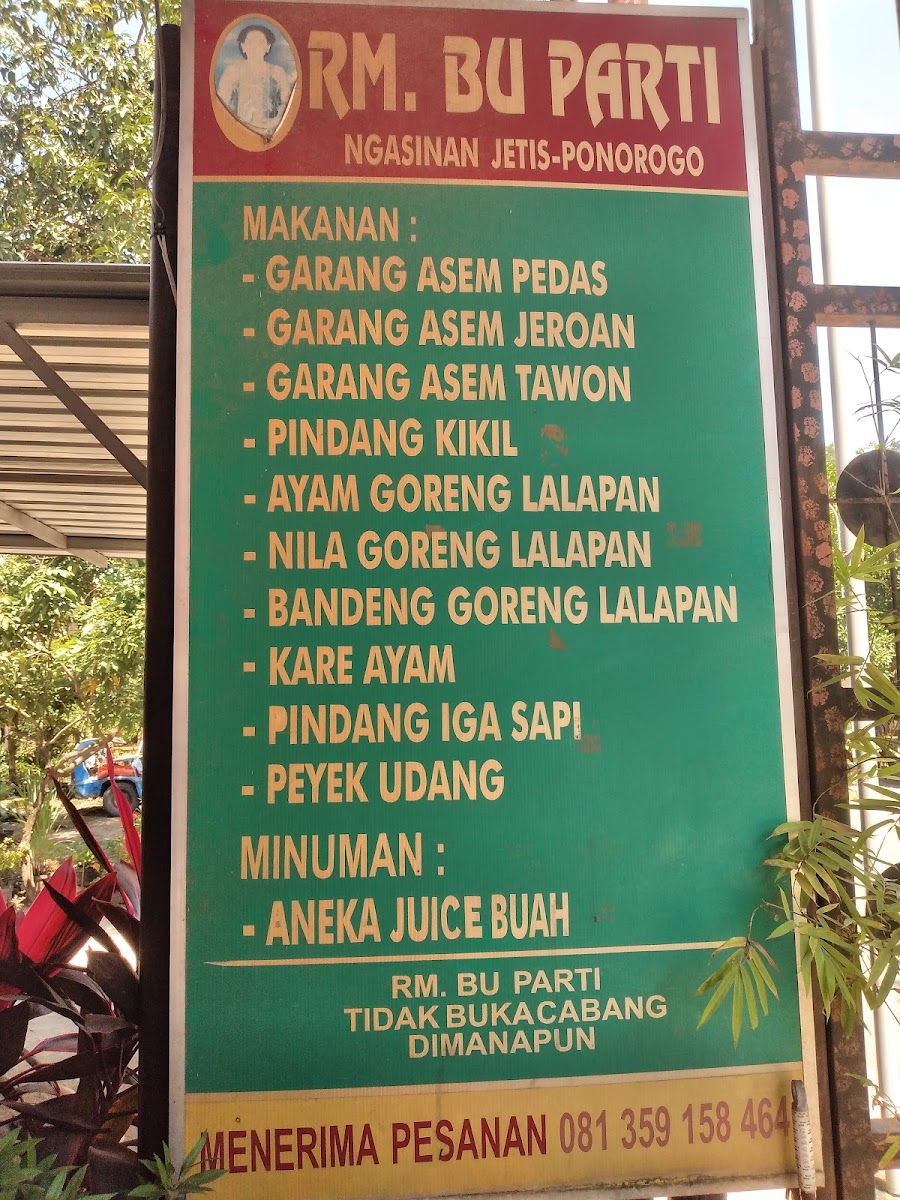 RM. BU PARTI
NGASINAN JETIS-PONOROGO
MAKANAN :
- GARANG ASEM PEDAS
- GARANG ASEM JEROAN
- GARANG ASEM TAWON
- PINDANG KIKIL
- AYAM GORENG LALAPAN
- NILA GORENG LALAPAN
- BANDENG GORENG LALAPAN
- KARE AYAM
- PINDANG IGA SAPI
- PEYEK UDANG
MINUMAN :
- ANEKA JUICE BUAH
RM. BU PARTI
TIDAK BUKA CABANG
DIMANAPUN
MENERIMA PESANAN 081 359 158 464